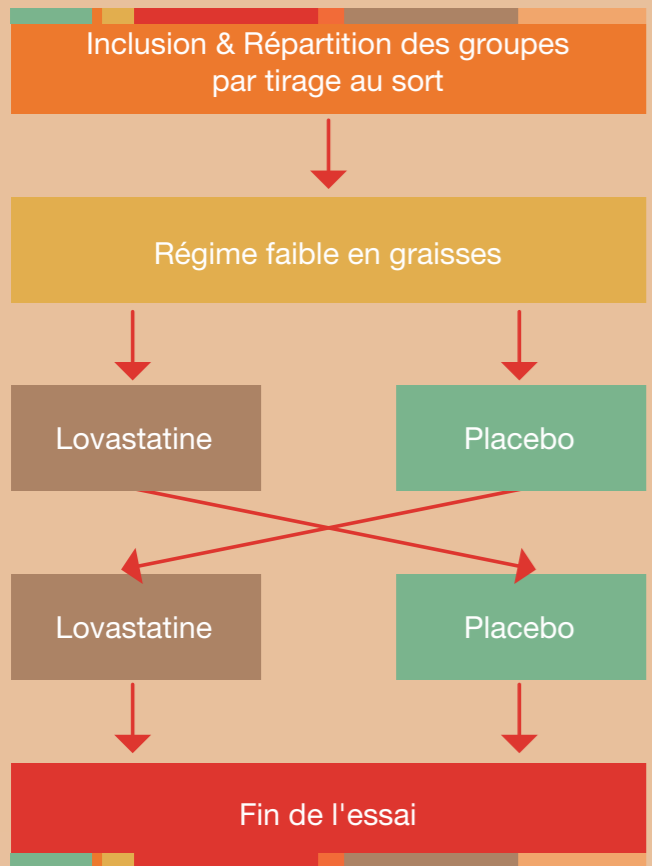 Inclusion & Répartition des groupes
par tirage au sort
Régime faible en graisses
Lovastatine
Placebo
Lovastatine
Placebo
Fin de l'essai